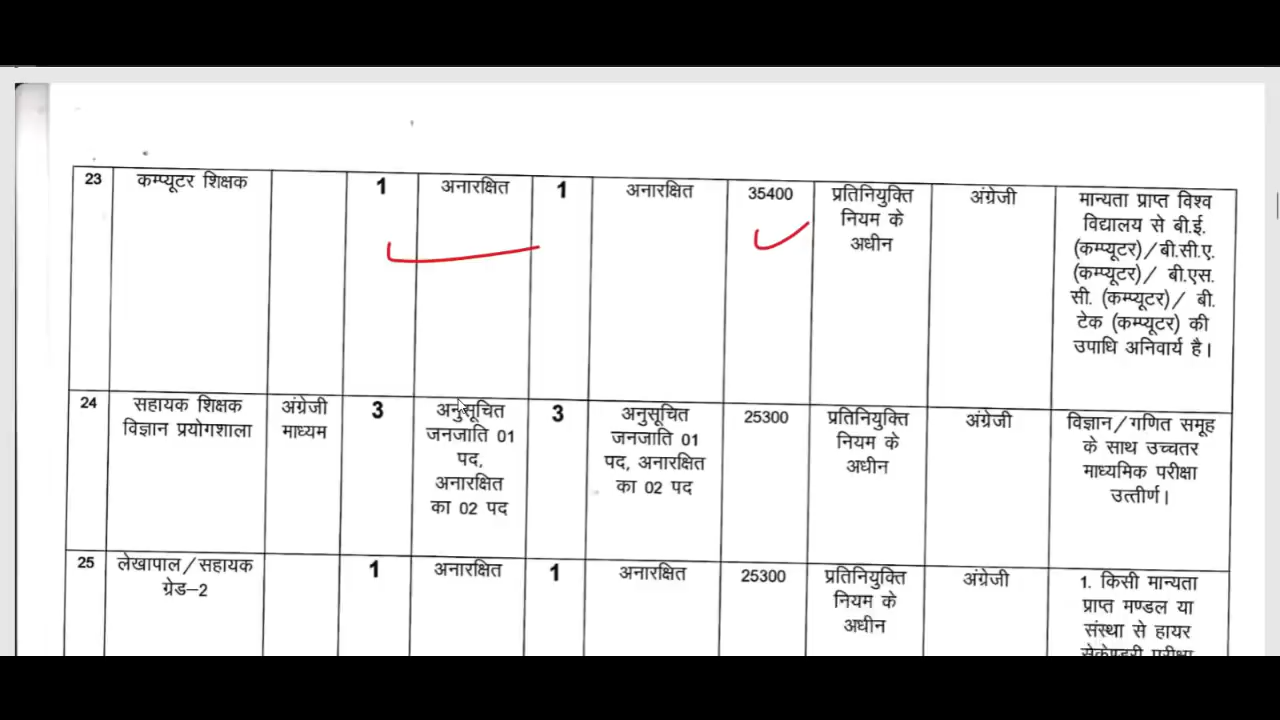 23
कम्प्यूटर शिक्षक
1
अनारक्षित
1
अनारक्षित
35400
प्रतिनियुक्ति
नियम के
अधीन
अंग्रेजी
मान्यता प्राप्त विश्व
विद्यालय से बी.ई.
(कम्प्यूटर)/बी.सी.ए.
(कम्प्यूटर)/ बी.एस.
सी. (कम्प्यूटर)/ बी.
टेक (कम्प्यूटर) की
उपाधि अनिवार्य है।
24
सहायक शिक्षक
विज्ञान प्रयोगशाला
अंग्रेजी
माध्यम
3
अनुसूचित
जनजाति 01
पद,
अनारक्षित
का 02 पद
3
अनुसूचित
जनजाति 01
पद, अनारक्षित
का 02 पद
25300
प्रतिनियुक्ति
नियम के
अधीन
अंग्रेजी
विज्ञान/गणित समूह
के साथ उच्चतर
माध्यमिक परीक्षा
उत्तीर्ण।
25
लेखापाल/सहायक
ग्रेड–2
1
अनारक्षित
1
अनारक्षित
25300
प्रतिनियुक्ति
नियम के
अधीन
अंग्रेजी
1. किसी मान्यता
प्राप्त मण्डल या
संस्था से हायर
सेकेण्डरी परीक्षा